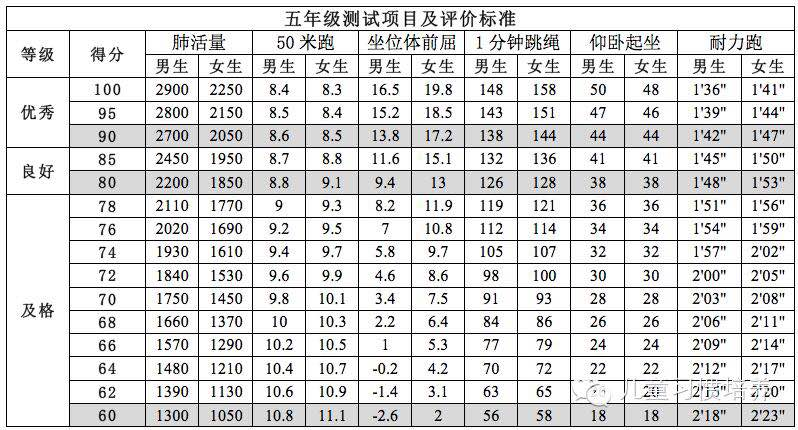 五年级测试项目及评价标准
等级 得分 肺活量 50 米跑 坐位体前屈 1 分钟跳绳 仰卧起坐 耐力跑
男生 女生 男生 女生 男生 女生 男生 女生 男生 女生 男生 女生
优秀 100 2900 2250 8.4 8.3 16.5 19.8 148 158 50 48 1'36" 1'41"
95 2800 2150 8.5 8.4 15.2 18.5 143 151 47 46 1'39" 1'44"
90 2700 2050 8.6 8.5 13.8 17.2 138 144 44 44 1'42" 1'47"
良好 85 2450 1950 8.7 8.8 11.6 15.1 132 136 41 41 1'45" 1'50"
80 2200 1850 8.8 9.1 9.4 13 126 128 38 38 1'48" 1'53"
及格 78 2110 1770 9 9.3 8.2 11.9 119 121 36 36 1'51" 1'56"
76 2020 1690 9.2 9.5 7 10.8 112 114 34 34 1'54" 1'59"
74 1930 1610 9.4 9.7 5.8 9.7 105 107 32 32 1'57" 2'02"
72 1840 1530 9.6 9.9 4.6 8.6 98 100 30 30 2'00" 2'05"
70 1750 1450 9.8 10.1 3.4 7.5 91 93 28 28 2'03" 2'08"
68 1660 1370 10 10.3 2.2 6.4 84 86 26 26 2'06" 2'11"
66 1570 1290 10.2 10.5 1 5.3 77 79 24 24 2'09" 2'14"
64 1480 1210 10.4 10.7 -0.2 4.2 70 72 22 22 2'12" 2'17"
62 1390 1130 10.6 10.9 -1.4 3.1 63 65 20
儿童习惯培养
60 1300 1050 10.8 11.1 -2.6 2 56 58 18 18 2'18" 2'23"